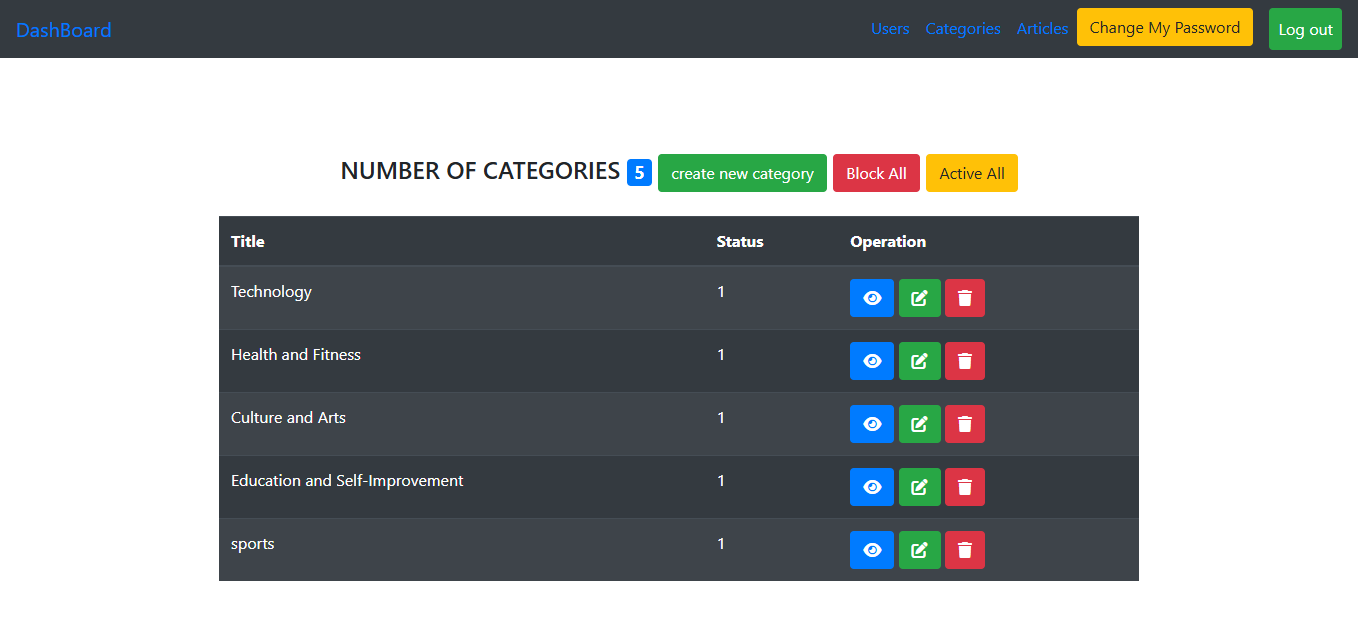 DashBoard Users Categories Articles Change My Password Log out
NUMBER OF CATEGORIES 5 create new category Block All Active All
Title Status Operation
Technology 1
Health and Fitness 1
Culture and Arts 1
Education and Self-Improvement 1
sports 1